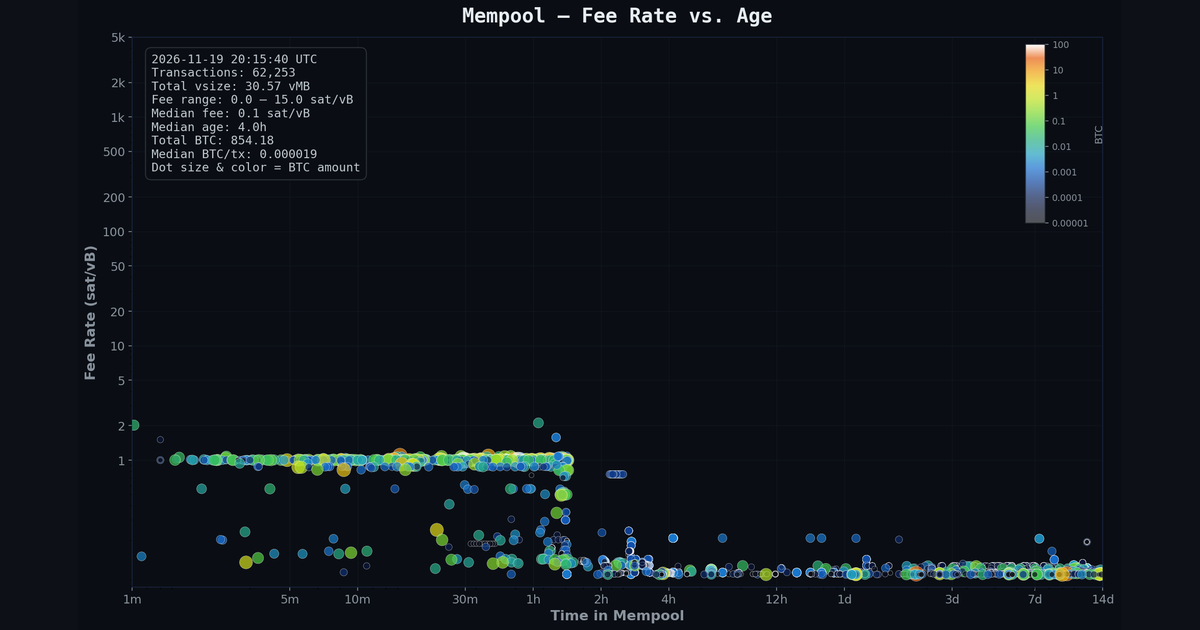 Mempool — Fee Rate vs. Age
2026-11-19 20:15:40 UTC
Transactions: 62,253
Total vsize: 30.57 vMB
Fee range: 0.0 — 15.0 sat/vB
Median fee: 0.1 sat/vB
Median age: 4.0h
Total BTC: 854.18
Median BTC/tx: 0.000019
Dot size & color = BTC amount
100
10
1
0.1
0.01
0.001
0.0001
0.00001
BTC
Fee Rate (sat/vB)
5k
2k
1k
500
200
100
50
20
10
5
2
1
1m 5m 10m 30m 1h 2h 4h 12h 1d 3d 7d 14d
Time in Mempool